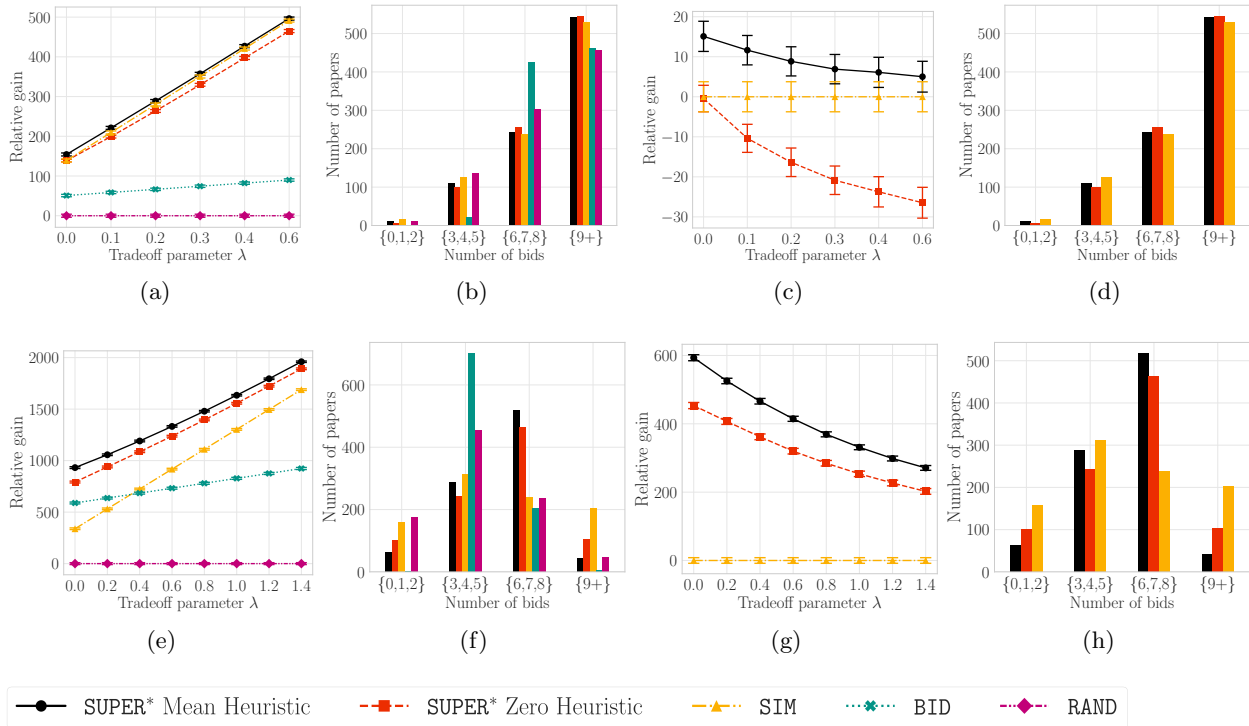 Relative gain
500
400
300
200
100
0
0.0 0.1 0.2 0.3 0.4 0.6
Tradeoff parameter λ
(a)
Number of papers
500
400
300
200
100
0
{0,1,2} {3,4,5} {6,7,8} {9+}
Number of bids
(b)
Relative gain
20
10
0
−10
−20
−30
0.0 0.1 0.2 0.3 0.4 0.6
Tradeoff parameter λ
(c)
Number of papers
500
400
300
200
100
0
{0,1,2} {3,4,5} {6,7,8} {9+}
Number of bids
(d)
Relative gain
2000
1500
1000
500
0
0.0 0.2 0.4 0.6 0.8 1.0 1.2 1.4
Tradeoff parameter λ
(e)
Number of papers
600
400
200
0
{0,1,2} {3,4,5} {6,7,8} {9+}
Number of bids
(f)
Relative gain
600
400
200
0
0.0 0.2 0.4 0.6 0.8 1.0 1.2 1.4
Tradeoff parameter λ
(g)
Number of papers
500
400
300
200
100
0
{0,1,2} {3,4,5} {6,7,8} {9+}
Number of bids
(h)
SUPER* Mean Heuristic SUPER* Zero Heuristic SIM BID RAND